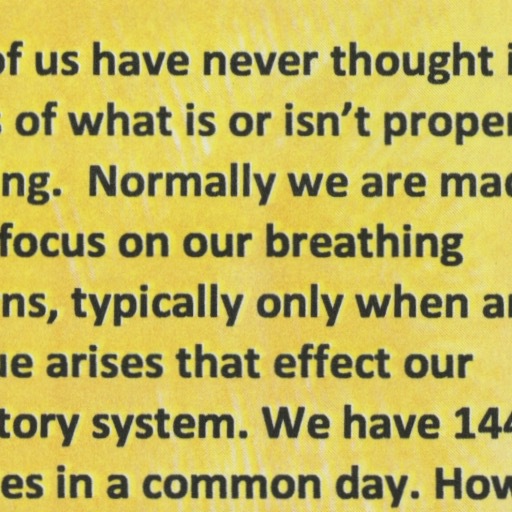 of us have never thought i
s of what is or isn't proper
ng. Normally we are mad
focus on our breathing
ns, typically only when an
ue arises that effect our
tory system. We have 144
es in a common day. How